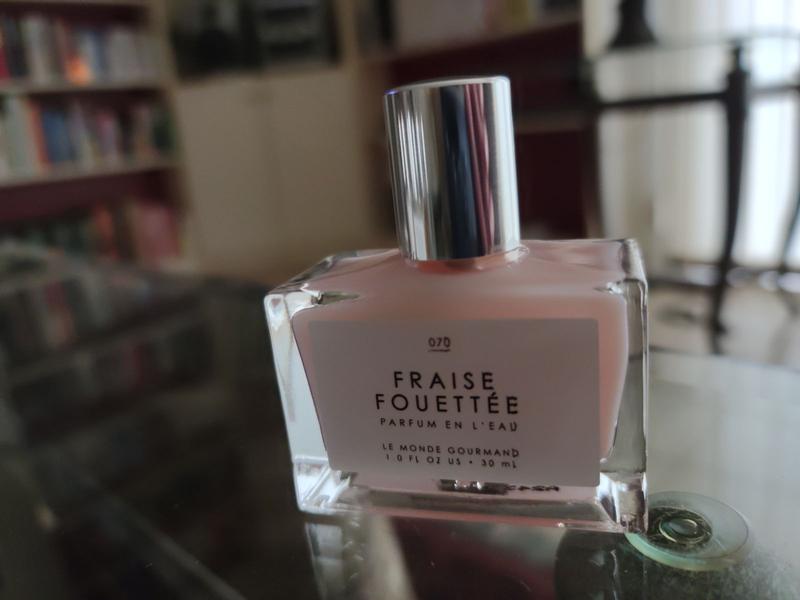 070
FRAISE
FOUETTÉE
PARFUM EN L'EAU
LE MONDE GOURMAND
1.0 FL OZ US • 30 mL